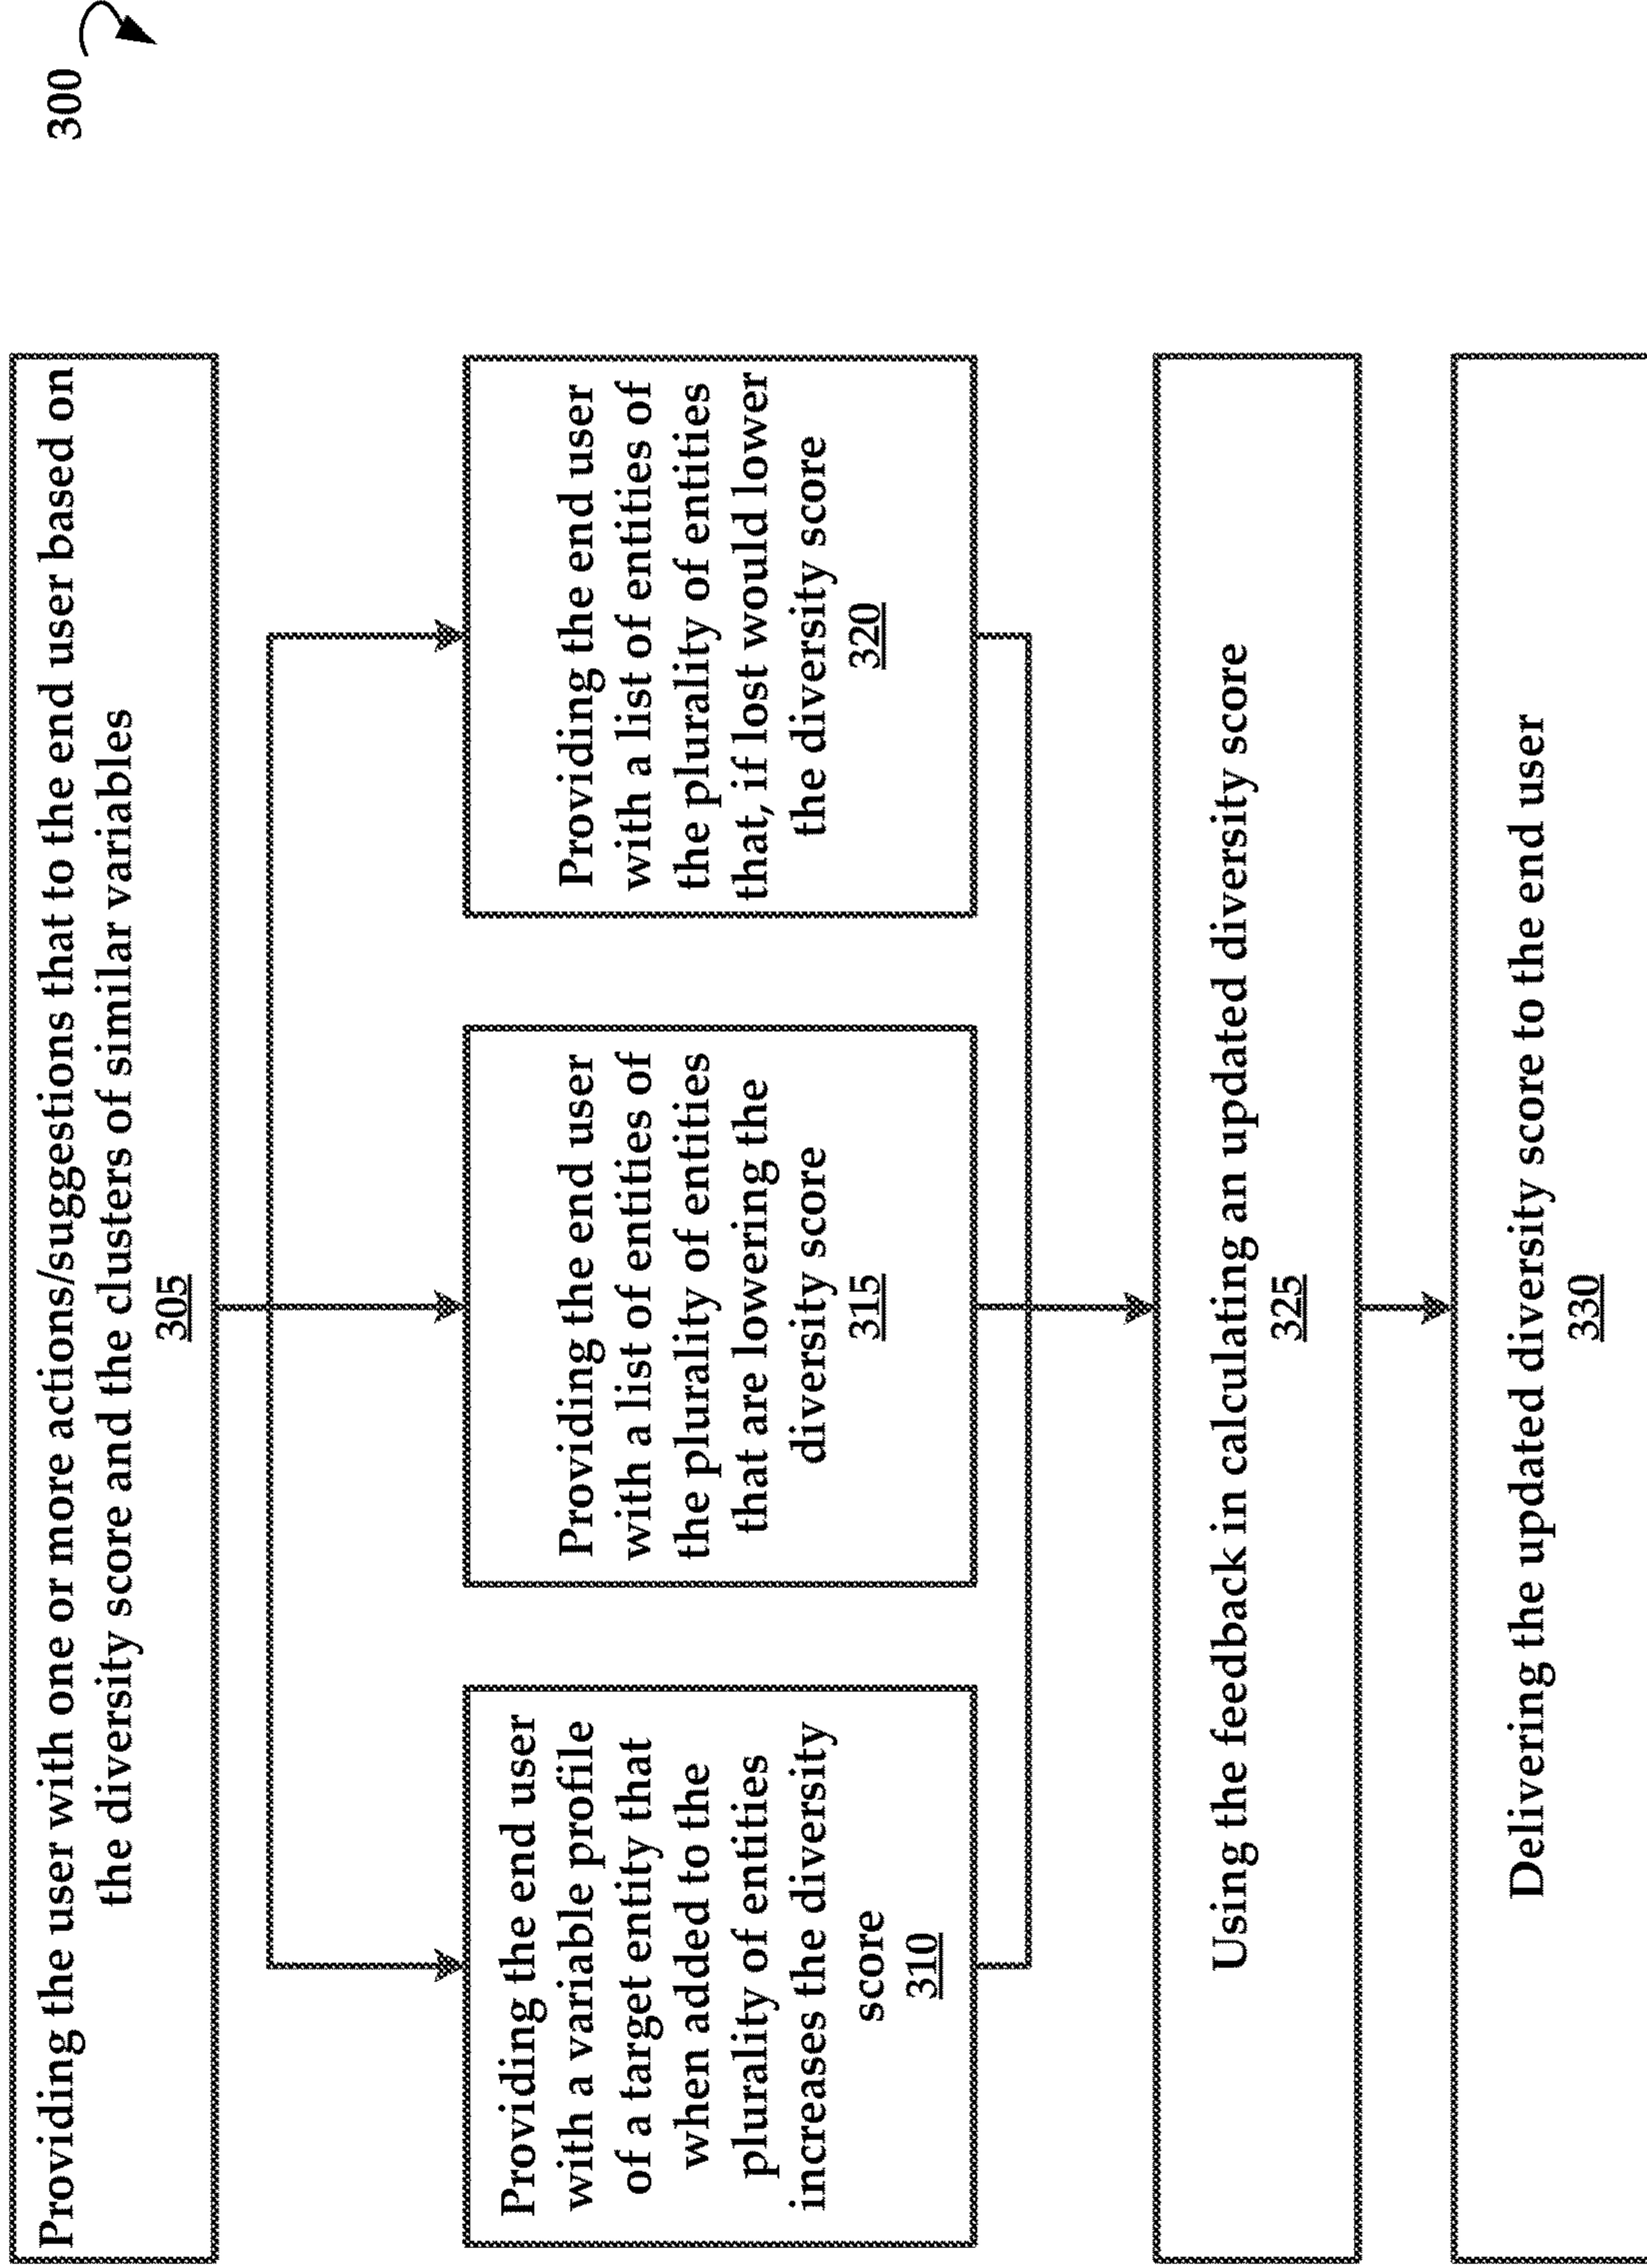 300
Providing the user with one or more actions/suggestions that to the end user based on
the diversity score and the clusters of similar variables
305
Providing the end user
with a variable profile
of a target entity that
when added to the
plurality of entities
increases the diversity
score
310
Providing the end user
with a list of entities of
the plurality of entities
that are lowering the
diversity score
315
Providing the end user
with a list of entities of
the plurality of entities
that, if lost would lower
the diversity score
320
Using the feedback in calculating an updated diversity score
325
Delivering the updated diversity score to the end user
330